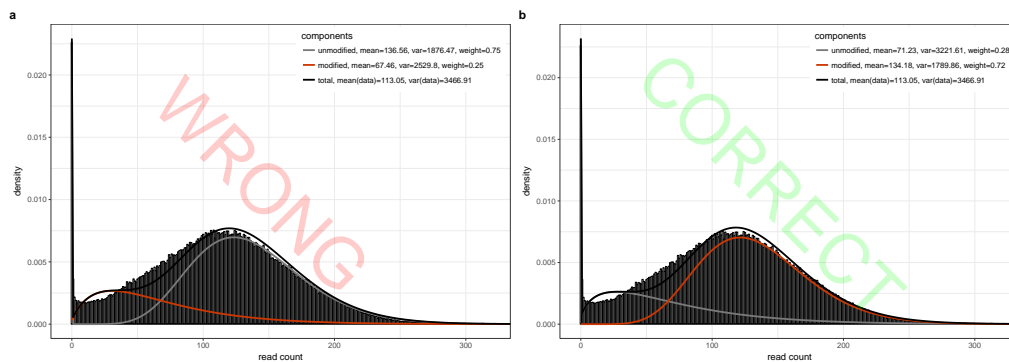 a
components
unmodified, mean=136.56, var=1876.47, weight=0.75
modified, mean=67.46, var=2529.8, weight=0.25
total, mean(data)=113.05, var(data)=3466.91
WRONG
density
0.020
0.015
0.010
0.005
0.000
0
100
200
300
read count
b
components
unmodified, mean=71.23, var=3221.61, weight=0.28
modified, mean=134.18, var=1789.86, weight=0.72
total, mean(data)=113.05, var(data)=3466.91
CORRECT
density
0.020
0.015
0.010
0.005
0.000
0
100
200
300
read count